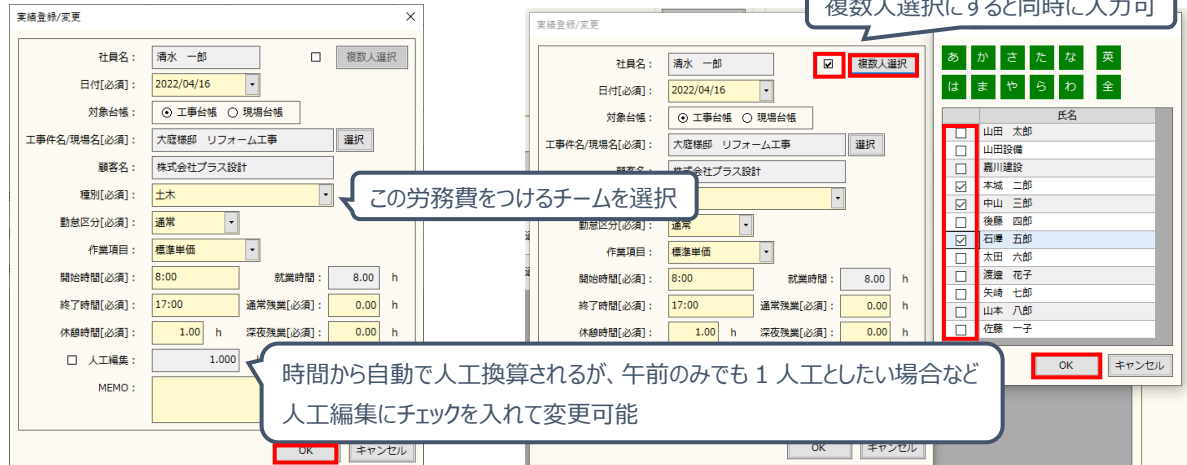 実績登録/変更
社員名： 清水 一郎 □ 複数人選択
日付[必須]： 2022/04/16
対象台帳： 工事台帳 現場台帳
工事件名/現場名[必須]： 大庭様邸 リフォーム工事 選択
顧客名： 株式会社プラス設計
種別[必須]： 土木
勤怠区分[必須]： 通常
作業項目： 標準単価
開始時間[必須]： 8:00 就業時間： 8.00 h
終了時間[必須]： 17:00 通常残業[必須]： 0.00 h
休憩時間[必須]： 1.00 h 深夜残業[必須]： 0.00 h
□ 人工編集： 1.000
MEMO：
OK キャンセル
この労務費をつけるチームを選択
時間から自動で人工換算されるが、午前のみでも 1 人工としたい場合など
人工編集にチェックを入れて変更可能
実績登録/変更
社員名： 清水 一郎 ☑ 複数人選択
日付[必須]： 2022/04/16
対象台帳： 工事台帳 現場台帳
工事件名/現場名[必須]： 大庭様邸 リフォーム工事 選択
株式会社プラス設計
勤怠区分[必須]： 通常
作業項目： 標準単価
開始時間[必須]： 8:00 就業時間： 8.00 h
終了時間[必須]： 17:00 通常残業[必須]： 0.00 h
休憩時間[必須]： 1.00 h 深夜残業[必須]： 0.00 h
OK キャンセル
複数人選択にすると同時に入力可
あ か さ た な 英
は ま や ら わ 全
氏名
山田 太郎
山田設備
嘉川建設
本城 二郎
中山 三郎
後藤 四郎
石澤 五郎
太田 六郎
渡邉 花子
矢崎 七郎
山本 八郎
佐藤 一子
OK キャンセル